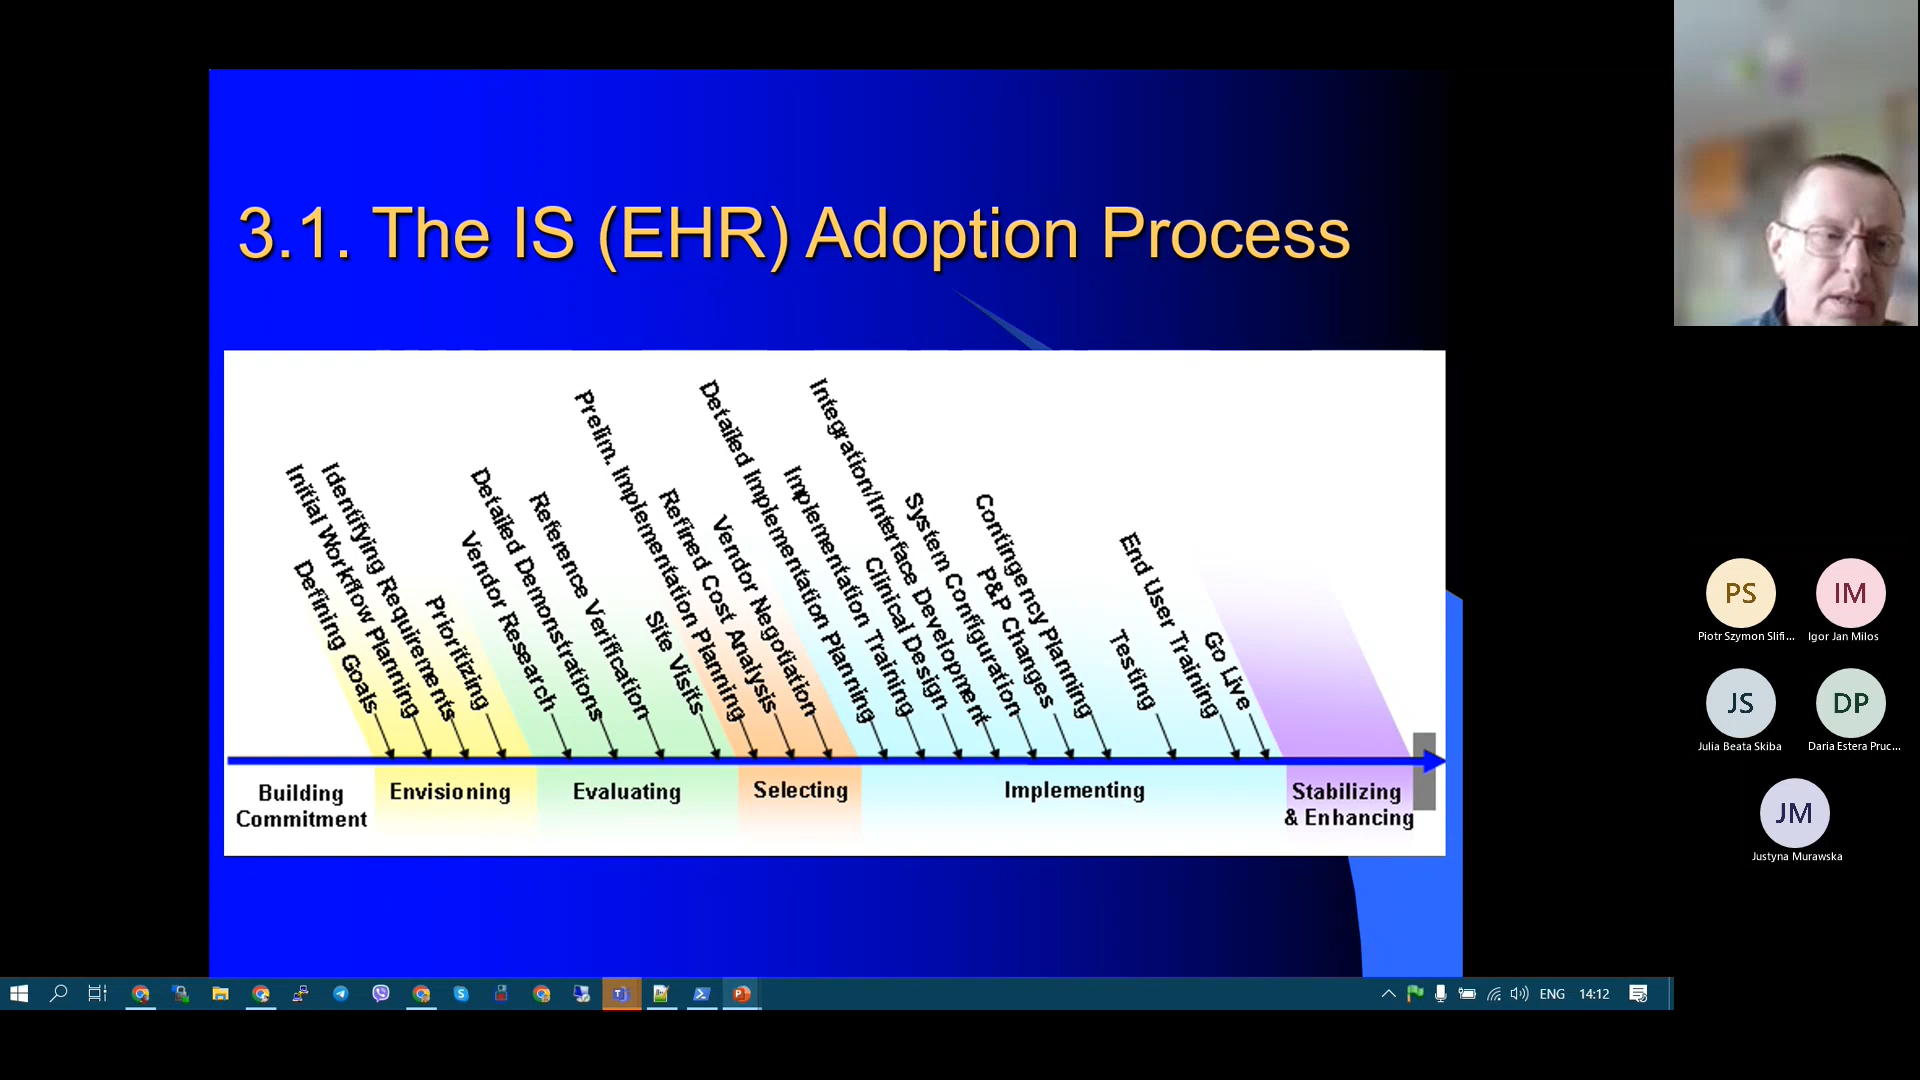 3.1. The IS (EHR) Adoption Process
Defining Goals
Initial Workflow Planning
Identifying Requirements
Prioritizing
Vendor Research
Detailed Demonstrations
Reference Verification
Site Visits
Prelim. Implementation Planning
Refined Cost Analysis
Vendor Negotiation
Detailed Implementation Planning
Implementation Training
Clinical Design
Integration/Interface Development
System Configuration
P&P Changes
Contingency Planning
Testing
End User Training
Go Live
Building
Commitment
Envisioning
Evaluating
Selecting
Implementing
Stabilizing
& Enhancing
PS
Piotr Szymon Slifi...
IM
Igor Jan Milos
JS
Julia Beata Skiba
DP
Daria Estera Pruc...
JM
Justyna Murawska
ENG
14:12